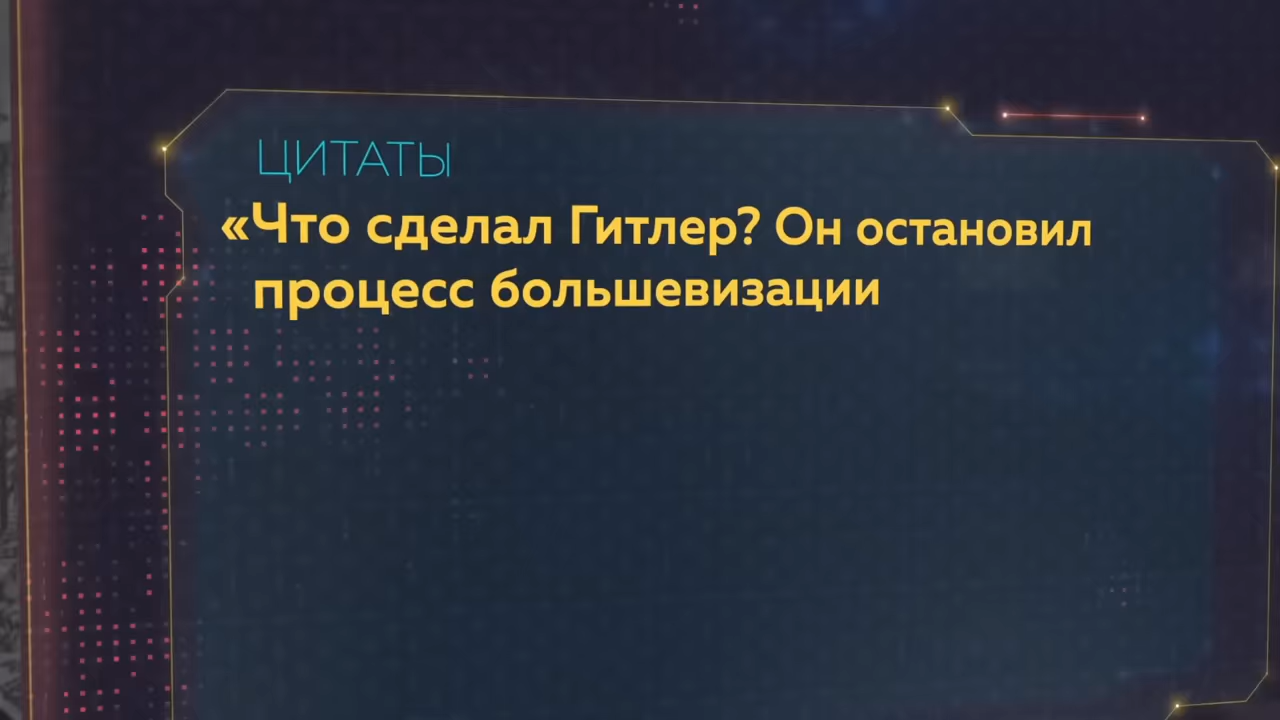 ЦИТАТЫ
«Что сделал Гитлер? Он остановил
процесс большевизации